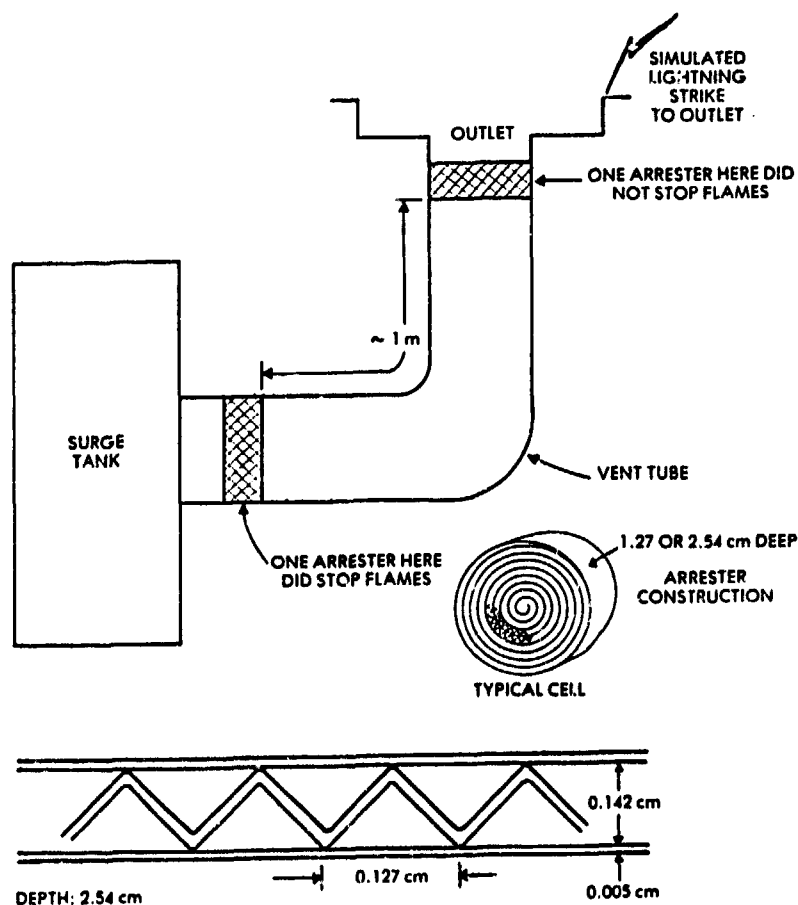 SIMULATED
LIGHTNING
STRIKE
TO OUTLET
OUTLET
ONE ARRESTER HERE DID
NOT STOP FLAMES
~ 1 m
SURGE
TANK
VENT TUBE
ONE ARRESTER HERE
DID STOP FLAMES
1.27 OR 2.54 cm DEEP
ARRESTER
CONSTRUCTION
TYPICAL CELL
0.142 cm
0.127 cm
0.005 cm
DEPTH: 2.54 cm